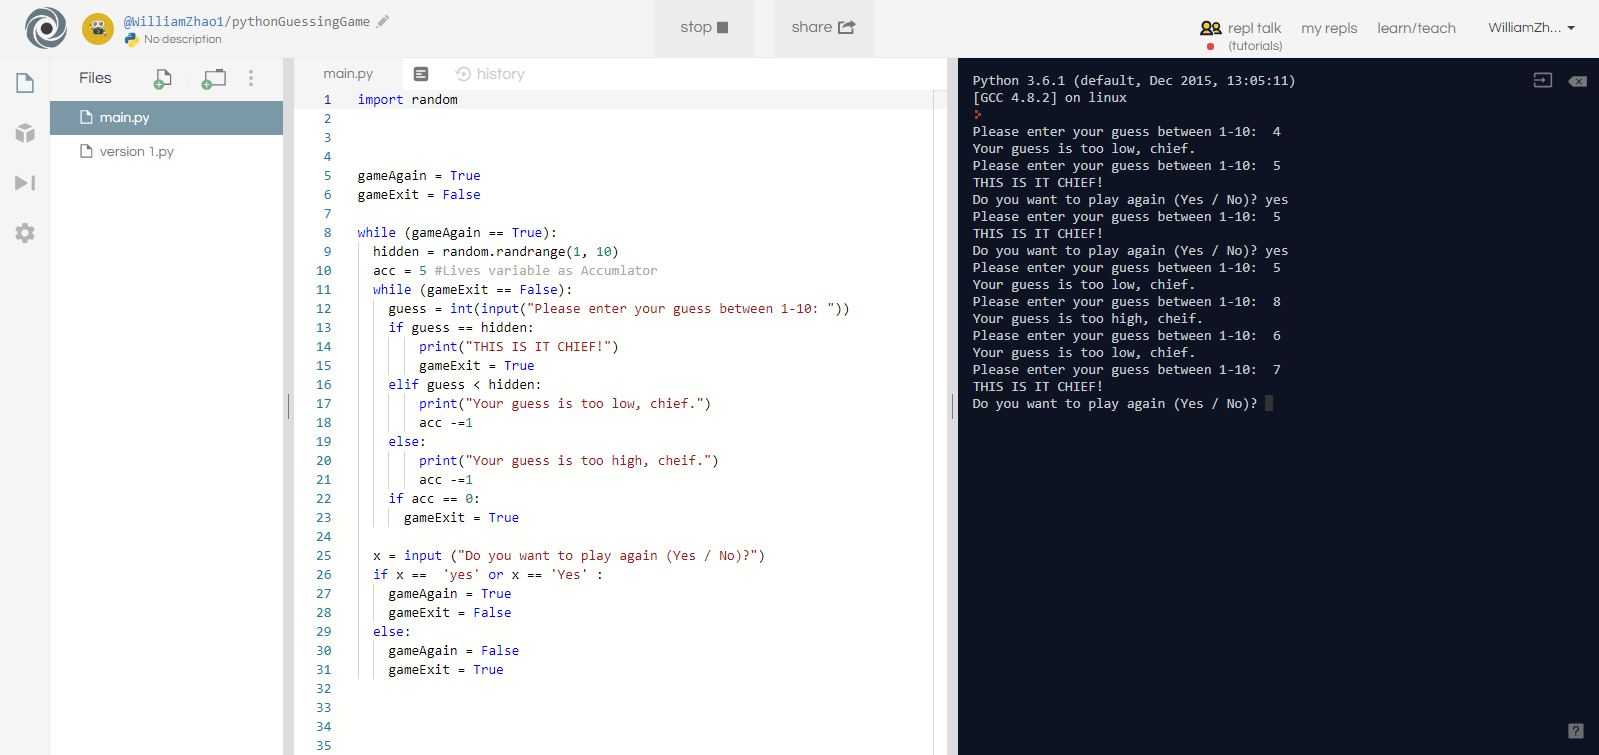 @WilliamZhao1/pythonGuessingGame
No description
stop
share
repl talk
(tutorials)
my repls
learn/teach
WilliamZh...
Files
main.py
version 1.py
main.py
history
1 import random
2
3
4
5 gameAgain = True
6 gameExit = False
7
8 while (gameAgain == True):
9 hidden = random.randrange(1, 10)
10 acc = 5 #Lives variable as Accumlator
11 while (gameExit == False):
12 guess = int(input("Please enter your guess between 1-10: "))
13 if guess == hidden:
14 print("THIS IS IT CHIEF!")
15 gameExit = True
16 elif guess < hidden:
17 print("Your guess is too low, chief.")
18 acc -=1
19 else:
20 print("Your guess is too high, cheif.")
21 acc -=1
22 if acc == 0:
23 gameExit = True
24
25 x = input ("Do you want to play again (Yes / No)?")
26 if x ==  'yes' or x == 'Yes' :
27 gameAgain = True
28 gameExit = False
29 else:
30 gameAgain = False
31 gameExit = True
32
33
34
35
Python 3.6.1 (default, Dec 2015, 13:05:11)
[GCC 4.8.2] on linux
Please enter your guess between 1-10:  4
Your guess is too low, chief.
Please enter your guess between 1-10:  5
THIS IS IT CHIEF!
Do you want to play again (Yes / No)? yes
Please enter your guess between 1-10:  5
THIS IS IT CHIEF!
Do you want to play again (Yes / No)? yes
Please enter your guess between 1-10:  5
Your guess is too low, chief.
Please enter your guess between 1-10:  8
Your guess is too high, cheif.
Please enter your guess between 1-10:  6
Your guess is too low, chief.
Please enter your guess between 1-10:  7
THIS IS IT CHIEF!
Do you want to play again (Yes / No)?
?